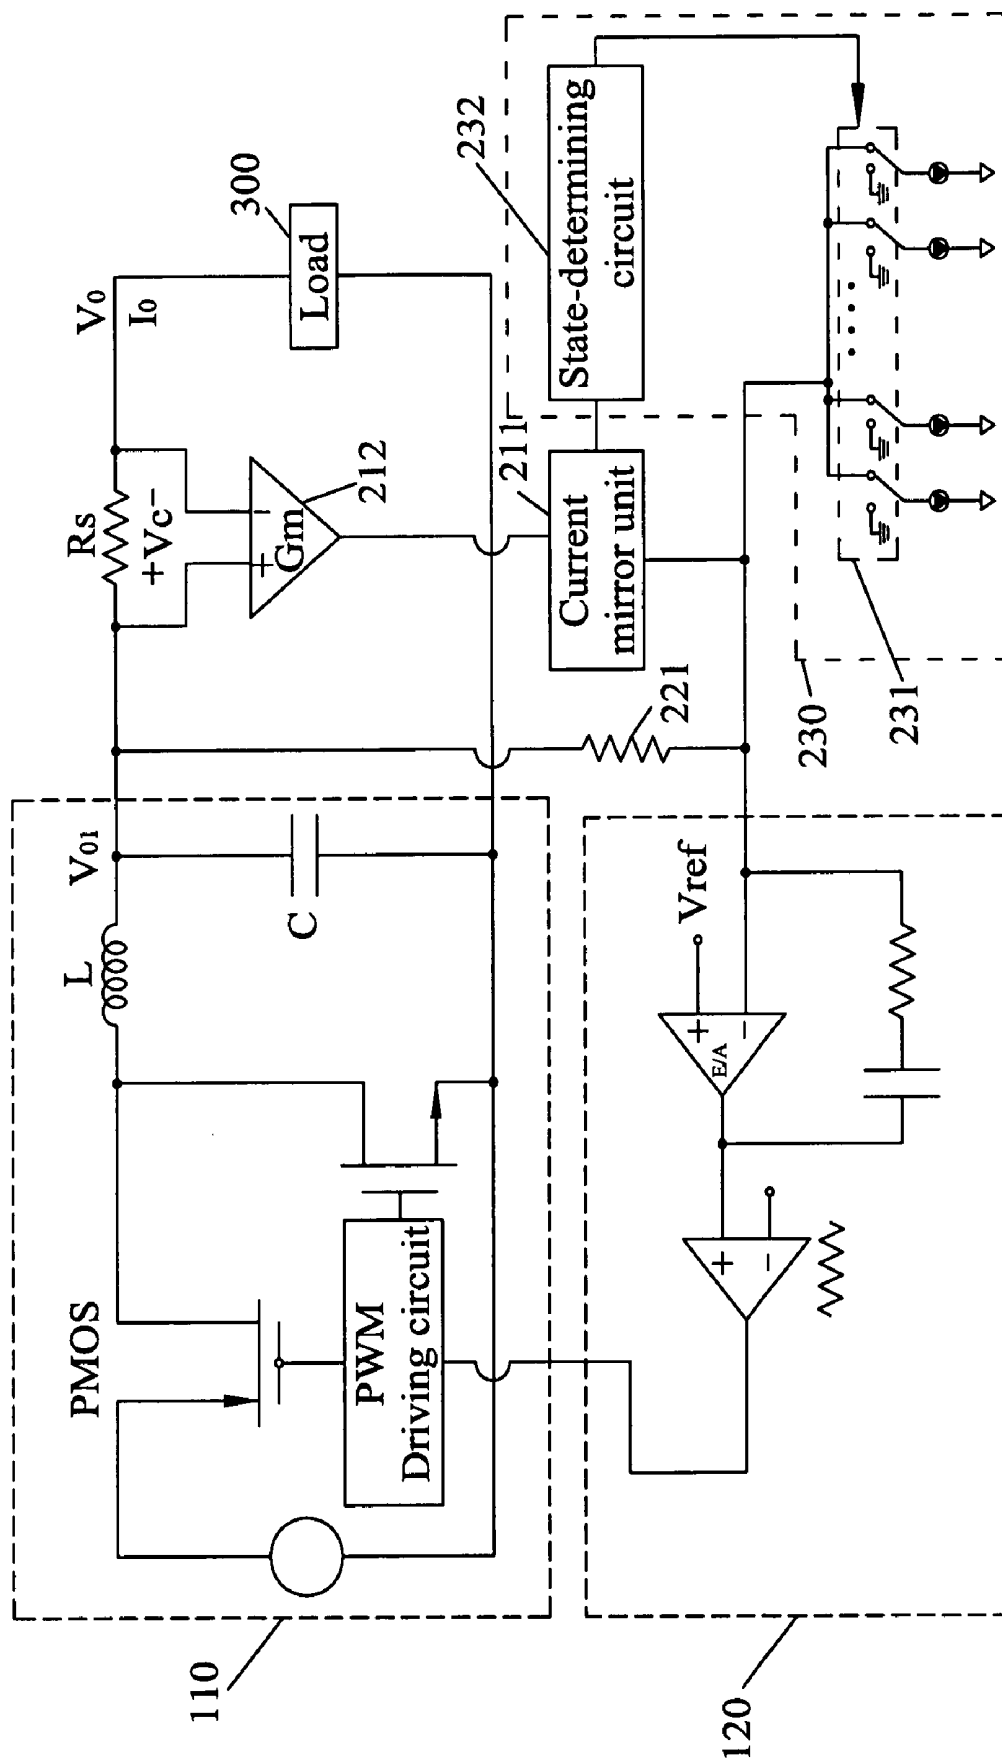 110
PMOS
PWM
Driving circuit
L
V01
C
Rs
+Vc-
+
-
Gm
212
V0
I0
Load
300
221
Current
mirror unit
211
State-determining
circuit
232
230
231
120
Vref
+
-
E/A
+
-